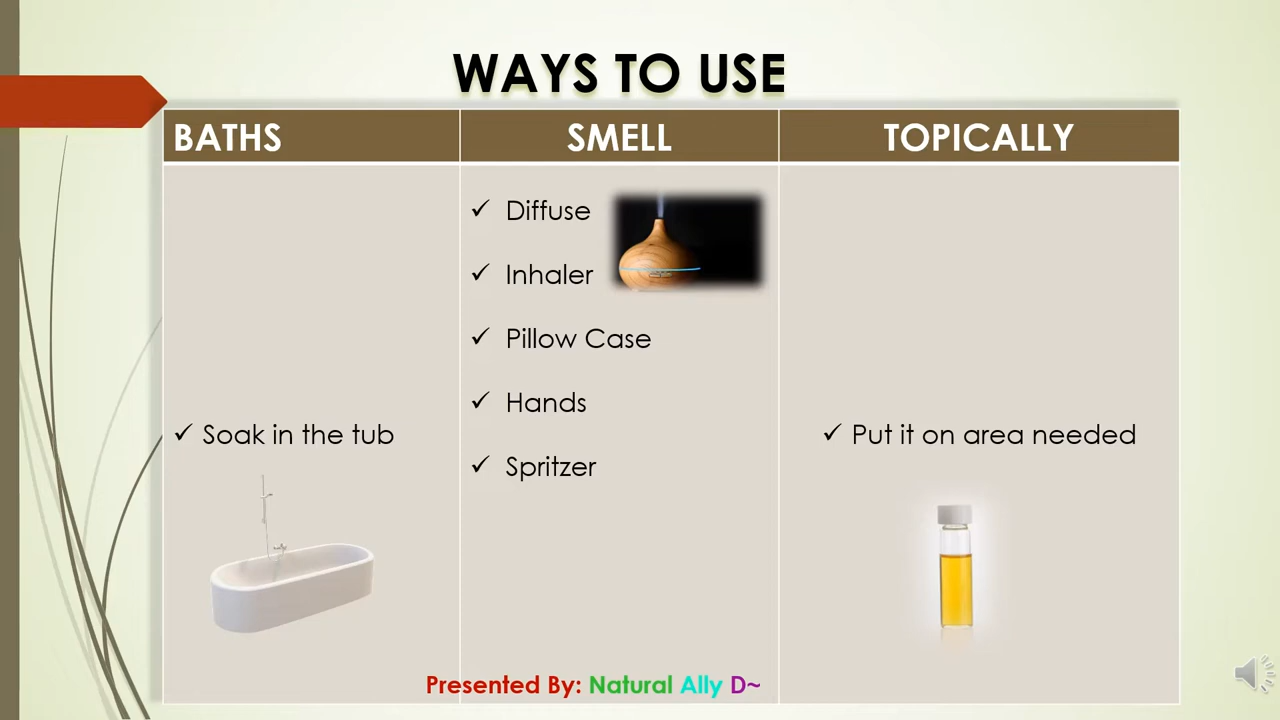 WAYS TO USE
BATHS
SMELL
TOPICALLY
✓ Soak in the tub
✓ Diffuse
✓ Inhaler
✓ Pillow Case
✓ Hands
✓ Spritzer
✓ Put it on area needed
Presented By: Natural Ally D~